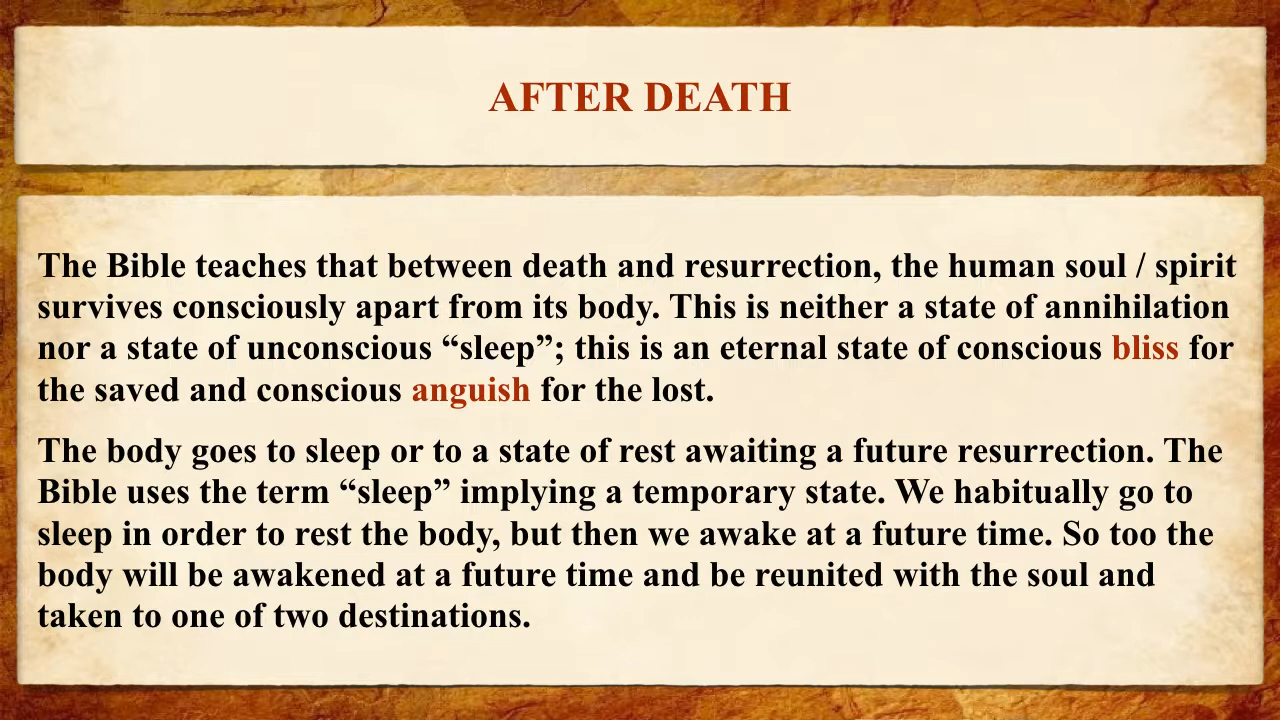 AFTER DEATH
The Bible teaches that between death and resurrection, the human soul / spirit
survives consciously apart from its body. This is neither a state of annihilation
nor a state of unconscious “sleep”; this is an eternal state of conscious bliss for
the saved and conscious anguish for the lost.
The body goes to sleep or to a state of rest awaiting a future resurrection. The
Bible uses the term “sleep” implying a temporary state. We habitually go to
sleep in order to rest the body, but then we awake at a future time. So too the
body will be awakened at a future time and be reunited with the soul and
taken to one of two destinations.